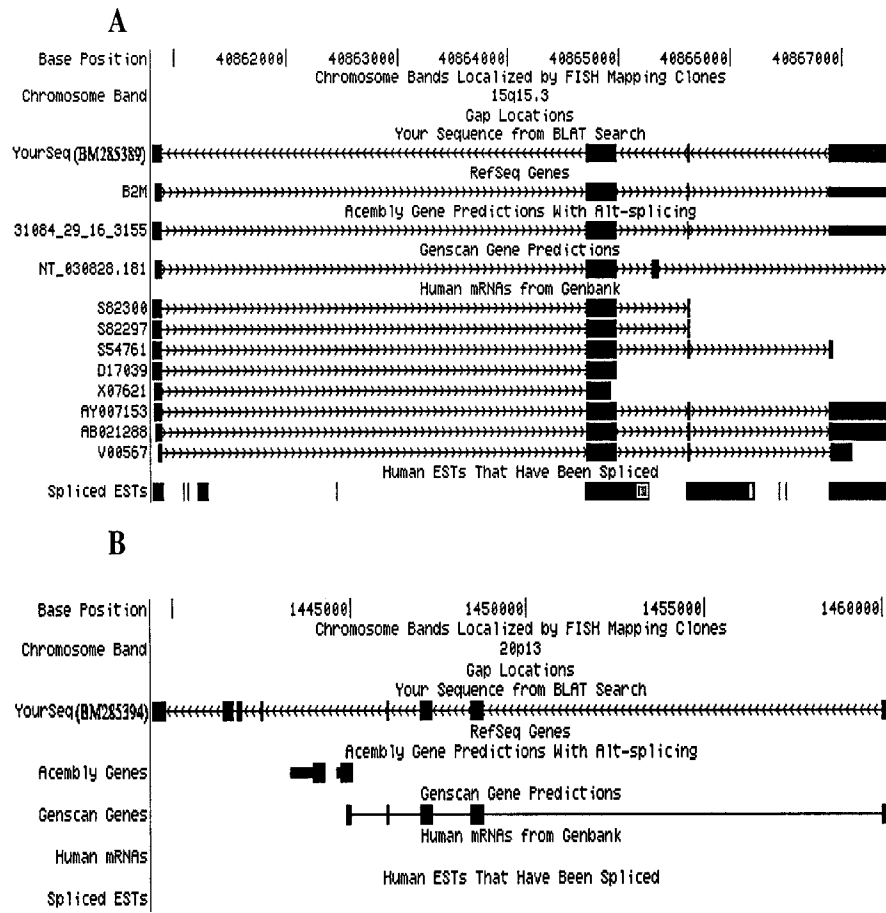 A
Base Position 40862000 40863000 40864000 40865000 40866000 40867000
Chromosome Bands Localized by FISH Mapping Clones
Chromosome Band 15q15.3
Gap Locations
Your Sequence from BLAT Search
YourSeq(BM285389)
RefSeq Genes
B2M
Acembly Gene Predictions With Alt-splicing
31084_29_16_3155
Genscan Gene Predictions
NT_030828.181
Human mRNAs from Genbank
S82300
S82297
S54761
D17039
X07621
AY007153
AB021288
V00567
Human ESTs That Have Been Spliced
Spliced ESTs
B
Base Position 1445000 1450000 1455000 1460000
Chromosome Bands Localized by FISH Mapping Clones
Chromosome Band 20p13
Gap Locations
Your Sequence from BLAT Search
YourSeq(BM285394)
RefSeq Genes
Acembly Gene Predictions With Alt-splicing
Acembly Genes
Genscan Gene Predictions
Genscan Genes
Human mRNAs from Genbank
Human mRNAs
Human ESTs That Have Been Spliced
Spliced ESTs